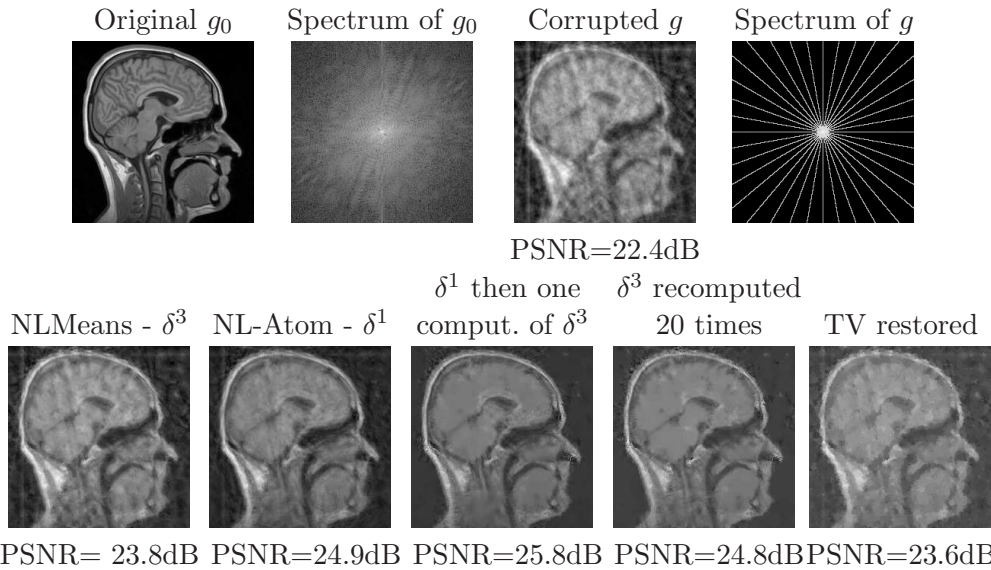 Original g₀ Spectrum of g₀ Corrupted g Spectrum of g
PSNR=22.4dB
δ¹ then one δ³ recomputed
NLMeans - δ³ NL-Atom - δ¹ comput. of δ³ 20 times TV restored
PSNR= 23.8dB PSNR=24.9dB PSNR=25.8dB PSNR=24.8dB PSNR=23.6dB